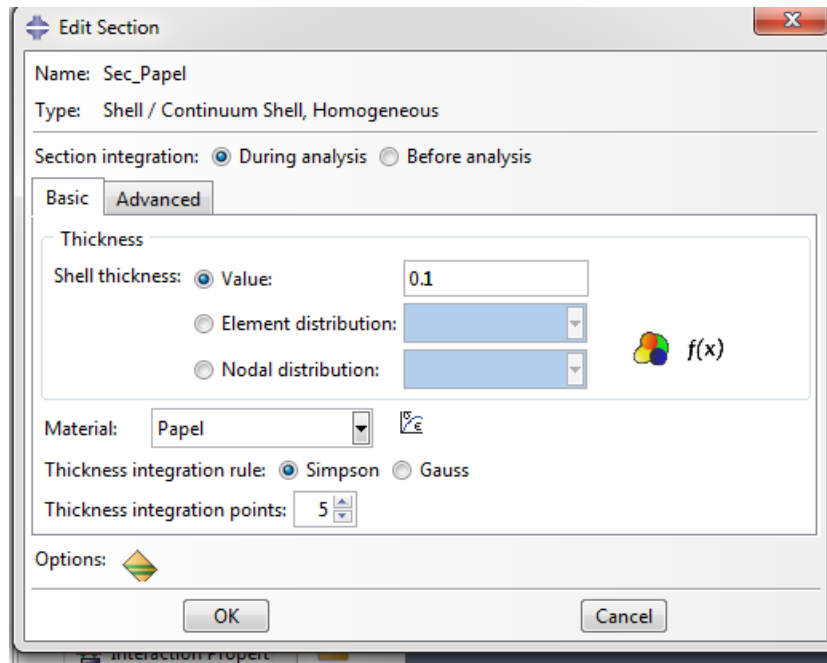 Edit Section
Name: Sec_Papel
Type: Shell / Continuum Shell, Homogeneous
Section integration: During analysis Before analysis
Basic Advanced
Thickness
Shell thickness: Value: 0.1
Element distribution:
Nodal distribution:
f(x)
Material: Papel
σ ε
Thickness integration rule: Simpson Gauss
Thickness integration points: 5
Options:
OK Cancel
Interaction Propert